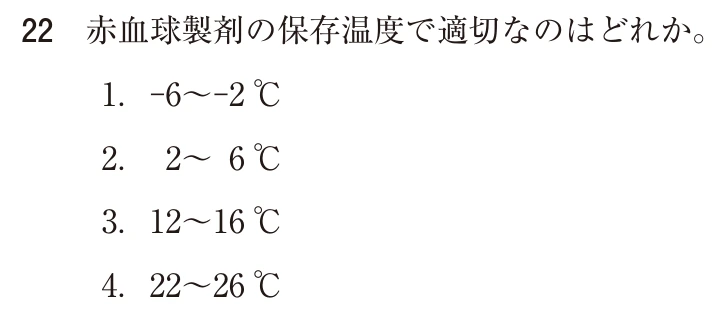 22 赤血球製剤の保存温度で適切なのはどれか。
1. -6〜-2 ℃
2. 2〜 6 ℃
3. 12〜16 ℃
4. 22〜26 ℃